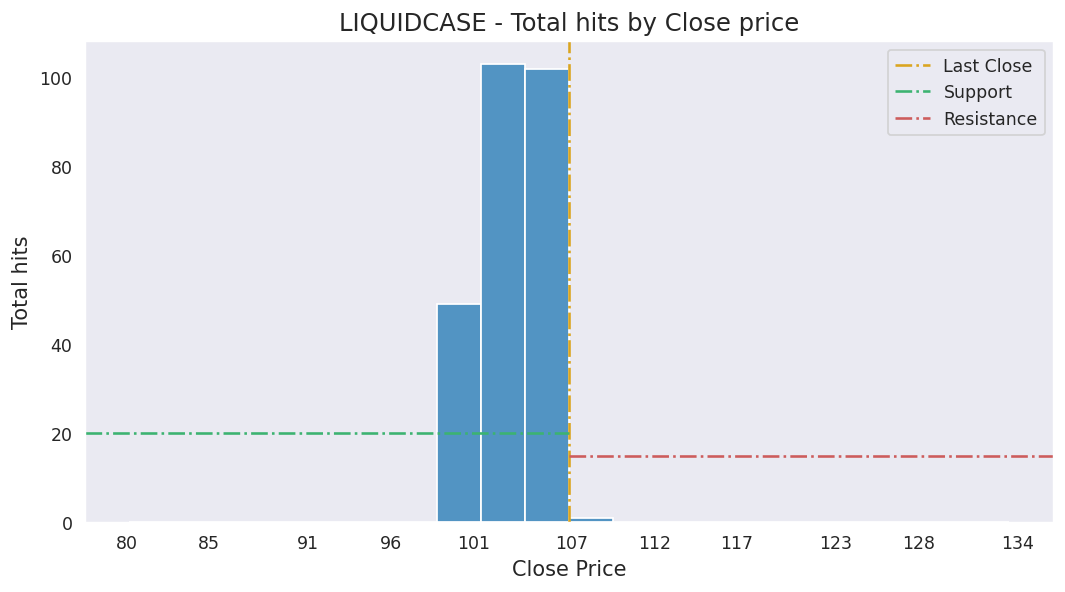 LIQUIDCASE - Total hits by Close price
Last Close
Support
Resistance
Total hits
100
80
60
40
20
0
80 85 91 96 101 107 112 117 123 128 134
Close Price